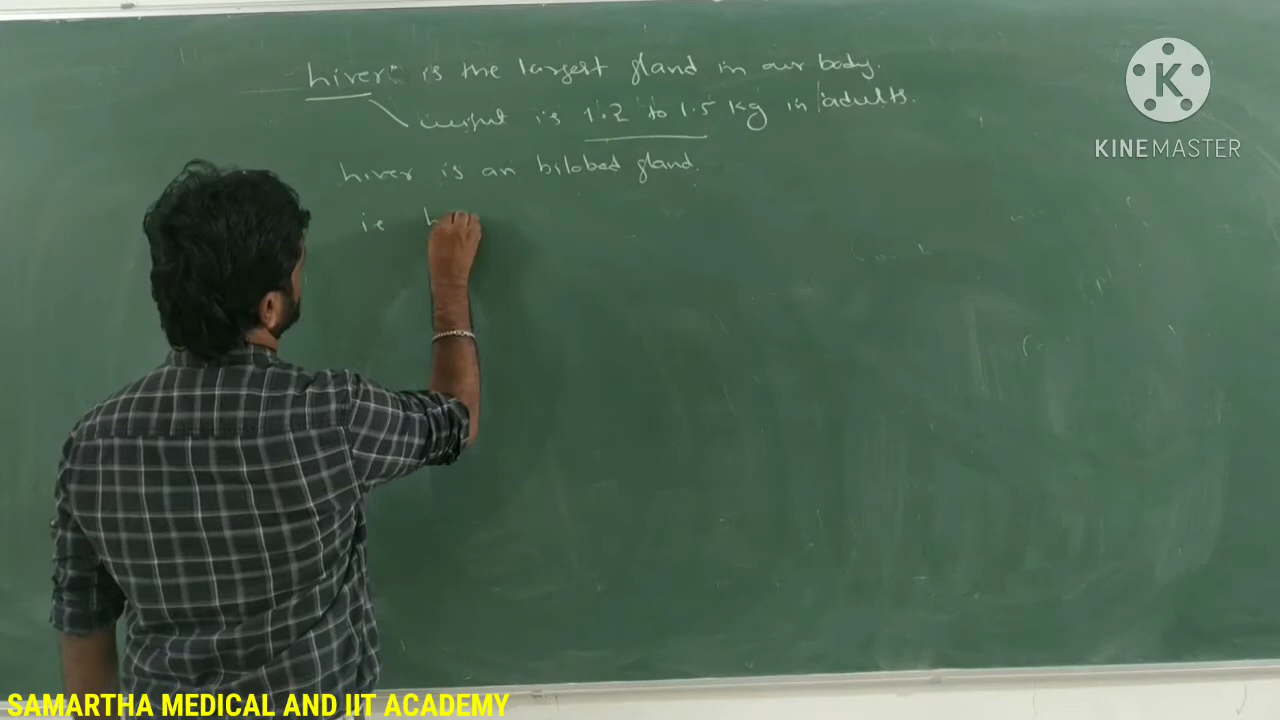 Liver is the largest gland in our body.
weight is 1.2 to 1.5 kg in adults.
Liver is an bilobed gland.
i.e
K
KINEMASTER
SAMARTHA MEDICAL AND IIT ACADEMY